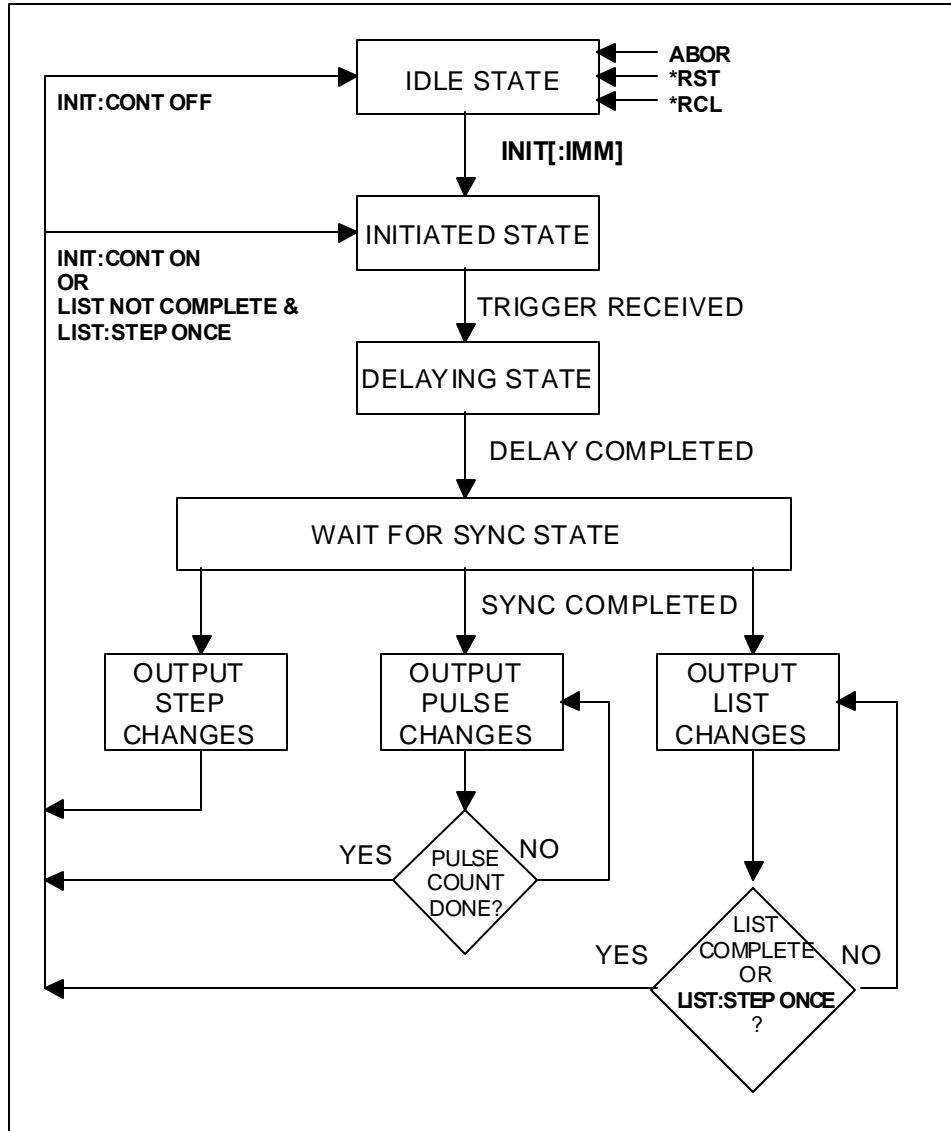 IDLE STATE
ABOR
*RST
*RCL
INIT:CONT OFF
INIT[:IMM]
INITIATED STATE
INIT:CONT ON
OR
LIST NOT COMPLETE &
LIST:STEP ONCE
TRIGGER RECEIVED
DELAYING STATE
DELAY COMPLETED
WAIT FOR SYNC STATE
SYNC COMPLETED
OUTPUT
STEP
CHANGES
OUTPUT
PULSE
CHANGES
OUTPUT
LIST
CHANGES
YES
PULSE
COUNT
DONE?
NO
YES
LIST
COMPLETE
OR
LIST:STEP ONCE
?
NO